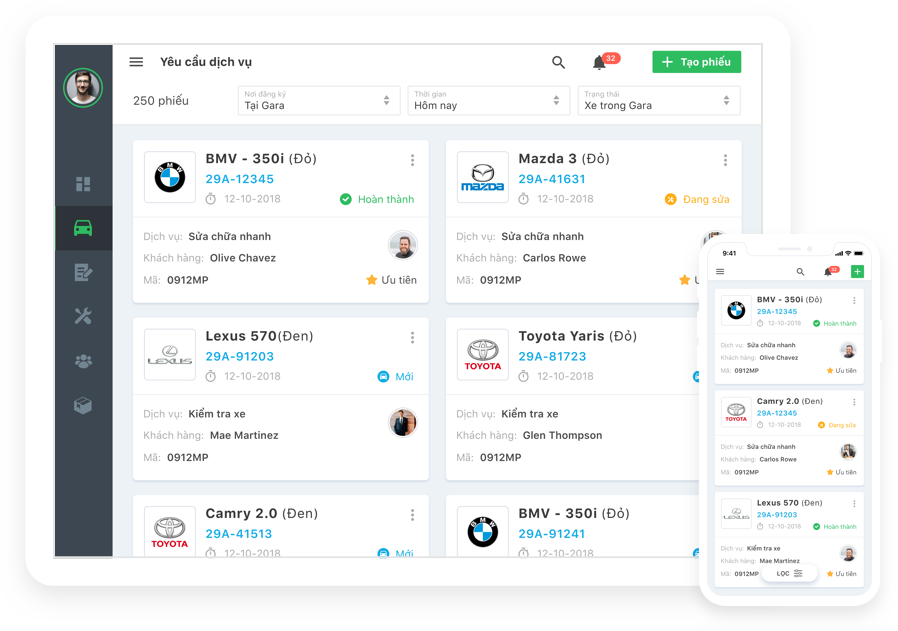 Yêu cầu dịch vụ
32
Tạo phiếu
250 phiếu
Nơi đăng ký
Tại Gara
Thời gian
Hôm nay
Trạng thái
Xe trong Gara
BMW
BMV - 350i (Đỏ)
29A-12345
12-10-2018
Hoàn thành
Dịch vụ: Sửa chữa nhanh
Khách hàng: Olive Chavez
Mã: 0912MP
Ưu tiên
mazda
Mazda 3 (Đỏ)
29A-41631
12-10-2018
Đang sửa
Dịch vụ: Sửa chữa nhanh
Khách hàng: Carlos Rowe
Mã: 0912MP
LEXUS
Lexus 570(Đen)
29A-91203
12-10-2018
Mới
Dịch vụ: Kiểm tra xe
Khách hàng: Mae Martinez
Mã: 0912MP
TOYOTA
Toyota Yaris (Đỏ)
29A-81723
12-10-2018
Dịch vụ: Kiểm tra xe
Khách hàng: Glen Thompson
Mã: 0912MP
TOYOTA
Camry 2.0 (Đen)
29A-41513
12-10-2018
Mới
BMW
BMV - 350i (Đỏ)
29A-91241
12-10-2018
9:41
32
BMV - 350i (Đỏ)
29A-12345
12-10-2018
Hoàn thành
Dịch vụ: Sửa chữa nhanh
Khách hàng: Olive Chavez
Mã: 0912MP
Ưu tiên
TOYOTA
Camry 2.0 (Đen)
29A-12345
12-10-2018
Đang sửa
Dịch vụ: Sửa chữa nhanh
Khách hàng: Carlos Rowe
Mã: 0912MP
Ưu tiên
LEXUS
Lexus 570 (Đen)
29A-91203
12-10-2018
Hoàn thành
Dịch vụ: Kiểm tra xe
Khách hàng: Mae Martinez
Mã: 0912MP
Ưu tiên
LỌC